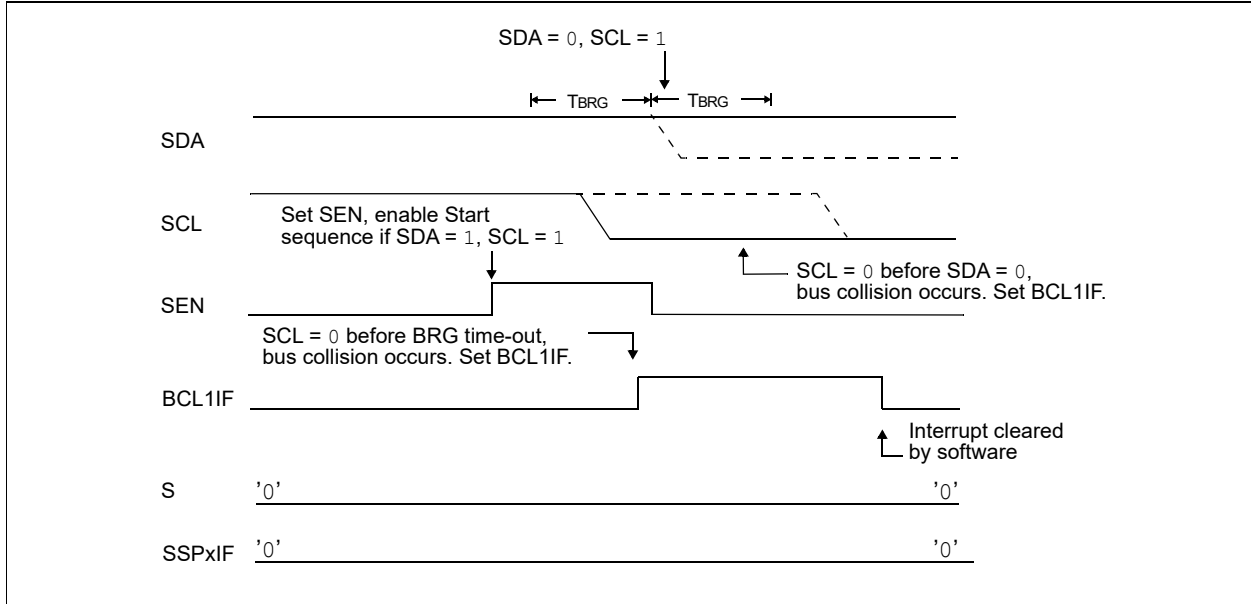 SDA = 0, SCL = 1
TBRG TBRG
SDA
SCL
Set SEN, enable Start
sequence if SDA = 1, SCL = 1
SCL = 0 before SDA = 0,
bus collision occurs. Set BCL1IF.
SEN
SCL = 0 before BRG time-out,
bus collision occurs. Set BCL1IF.
BCL1IF
Interrupt cleared
by software
S '0' '0'
SSPxIF '0' '0'